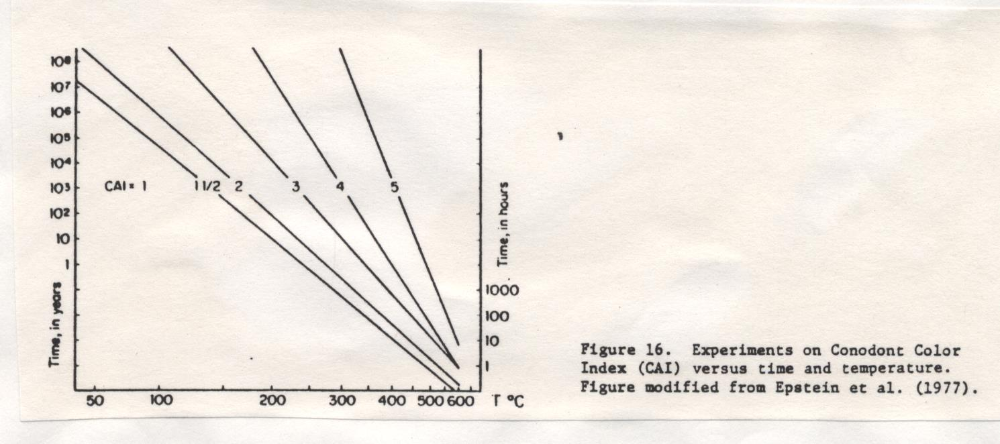 10⁸
10⁷
10⁶
10⁵
10⁴
10³
10²
10
1
Time, in years
CAI = 1 1 1/2 2 3 4 5
Time, in hours
1000
100
10
1
50 100 200 300 400 500 600 T °C
Figure 16. Experiments on Conodont Color
Index (CAI) versus time and temperature.
Figure modified from Epstein et al. (1977).